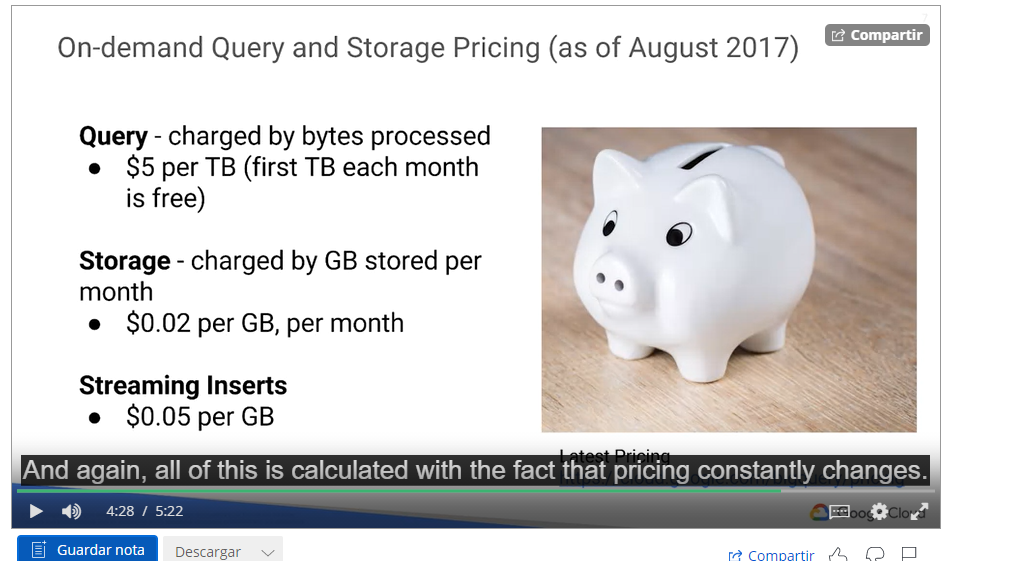 On-demand Query and Storage Pricing (as of August 2017)
Compartir
Query - charged by bytes processed
● $5 per TB (first TB each month
is free)
Storage - charged by GB stored per
month
● $0.02 per GB, per month
Streaming Inserts
● $0.05 per GB
Latest Pricing
And again, all of this is calculated with the fact that pricing constantly changes.
4:28 / 5:22
Guardar nota
Descargar
Compartir